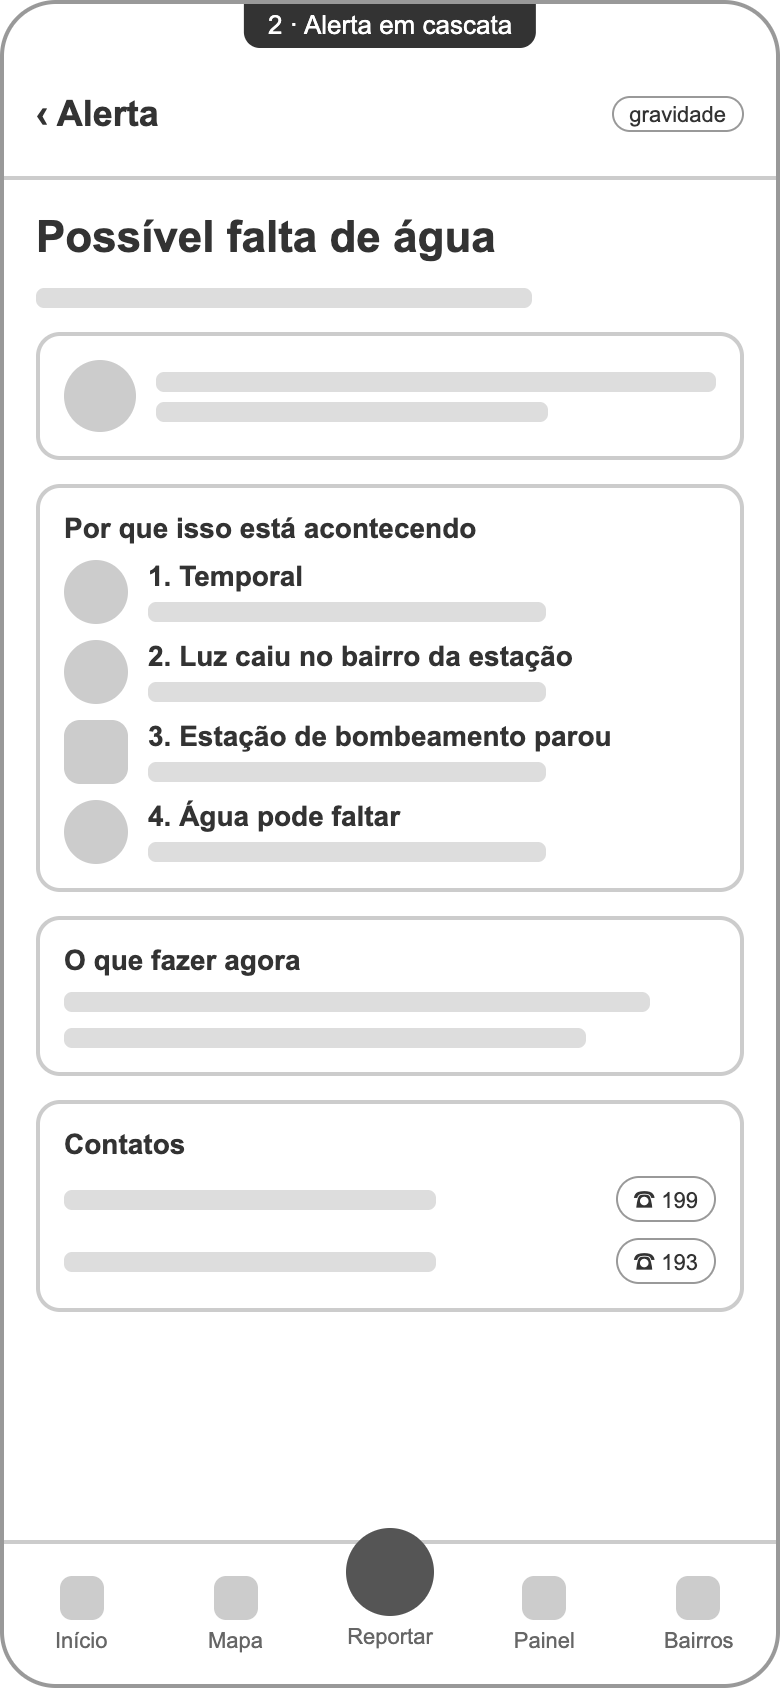 2 · Alerta em cascata
‹ Alerta
gravidade
Possível falta de água
Por que isso está acontecendo
1. Temporal
2. Luz caiu no bairro da estação
3. Estação de bombeamento parou
4. Água pode faltar
O que fazer agora
Contatos
☎ 199
☎ 193
Início
Mapa
Reportar
Painel
Bairros